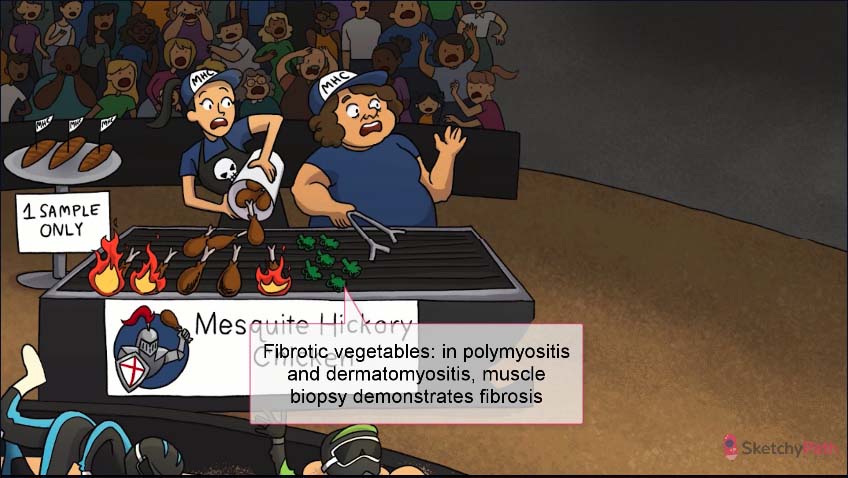 MHC
MHC
MHC
MHC
MHC
1 SAMPLE
ONLY
Mesquite Hickory
Chicken
Fibrotic vegetables: in polymyositis
and dermatomyositis, muscle
biopsy demonstrates fibrosis